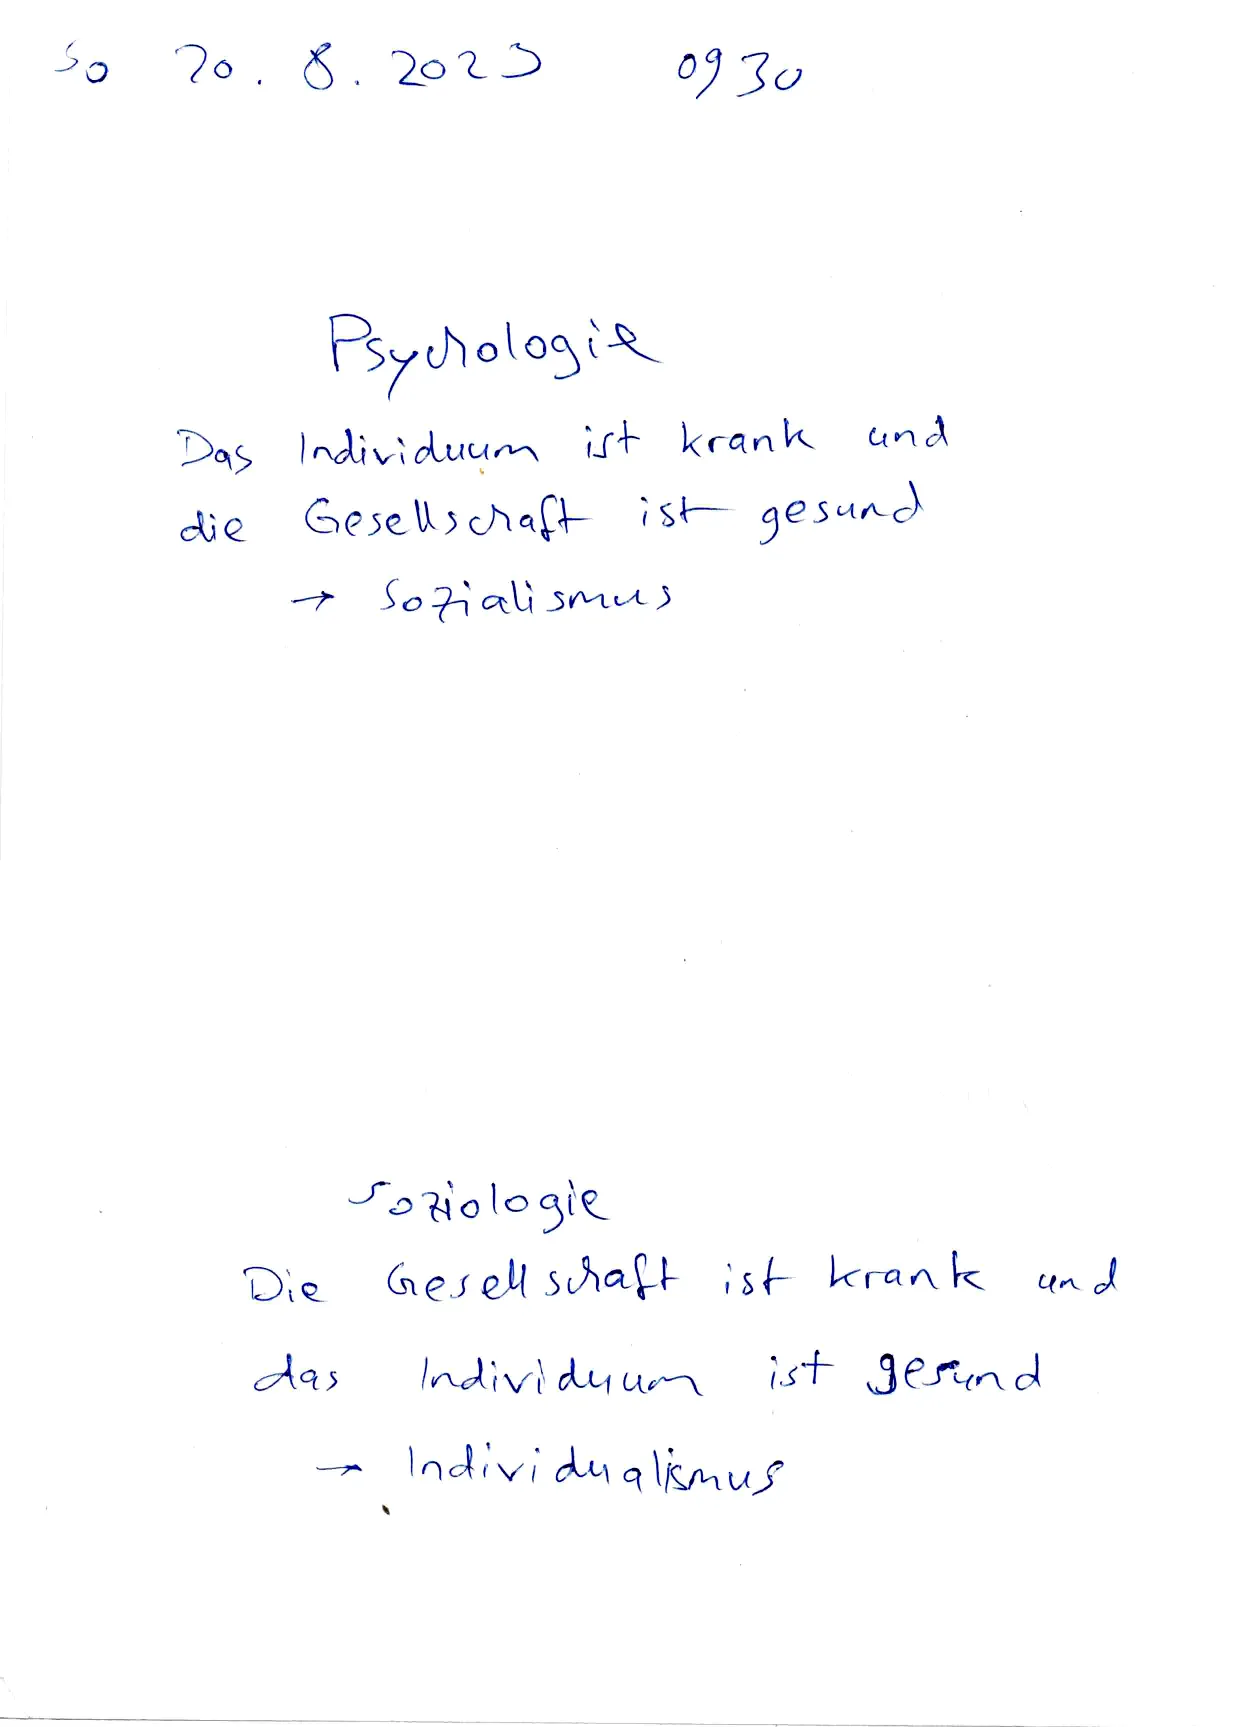 So 20.8.2023 0930
Psychologie
Das Individuum ist krank und
die Gesellschaft ist gesund
→ Sozialismus
Soziologie
Die Gesellschaft ist krank und
das Individuum ist gesund
→ Individualismus